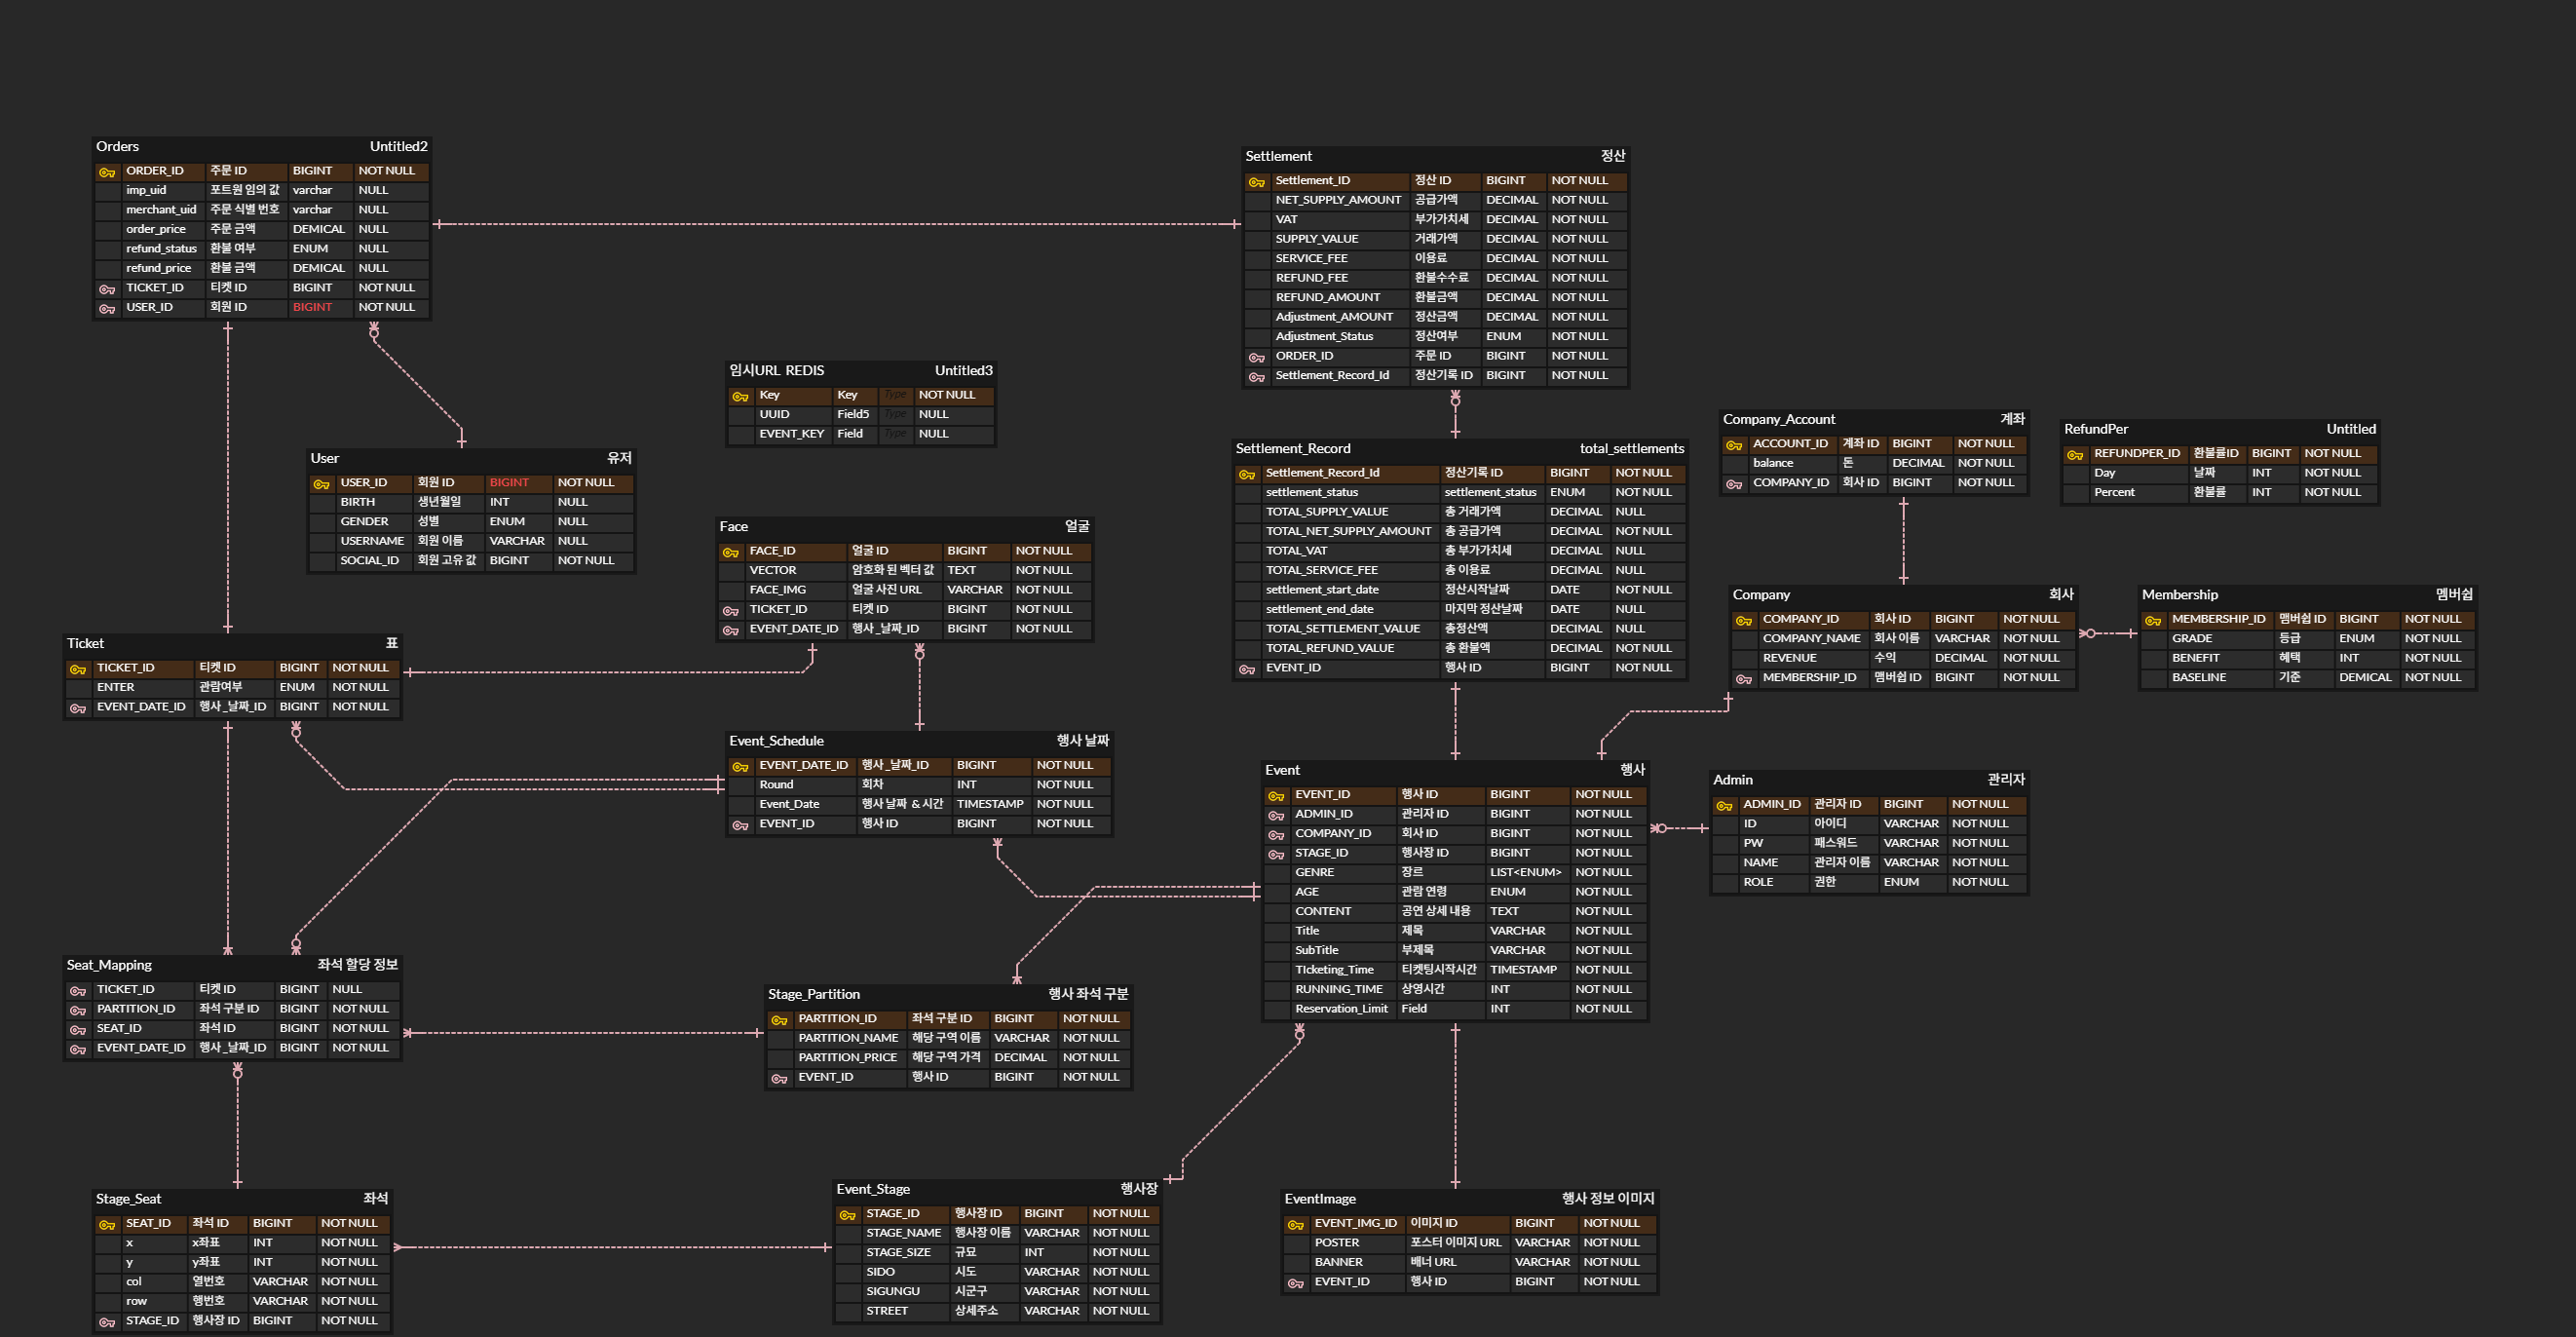 Orders Untitled2
ORDER_ID 주문 ID BIGINT NOT NULL
imp_uid 포트원 임의 값 varchar NULL
merchant_uid 주문 식별 번호 varchar NULL
order_price 주문 금액 DEMICAL NULL
refund_status 환불 여부 ENUM NULL
refund_price 환불 금액 DEMICAL NULL
TICKET_ID 티켓 ID BIGINT NOT NULL
USER_ID 회원 ID BIGINT NOT NULL
Settlement 정산
Settlement_ID 정산 ID BIGINT NOT NULL
NET_SUPPLY_AMOUNT 공급가액 DECIMAL NOT NULL
VAT 부가가치세 DECIMAL NOT NULL
SUPPLY_VALUE 거래가액 DECIMAL NOT NULL
SERVICE_FEE 이용료 DECIMAL NOT NULL
REFUND_FEE 환불수수료 DECIMAL NOT NULL
REFUND_AMOUNT 환불금액 DECIMAL NOT NULL
Adjustment_AMOUNT 정산금액 DECIMAL NOT NULL
Adjustment_Status 정산여부 ENUM NOT NULL
ORDER_ID 주문 ID BIGINT NOT NULL
Settlement_Record_Id 정산기록 ID BIGINT NOT NULL
임시URL REDIS Untitled3
Key Key Type NOT NULL
UUID Field5 Type NULL
EVENT_KEY Field Type NULL
User 유저
USER_ID 회원 ID BIGINT NOT NULL
BIRTH 생년월일 INT NULL
GENDER 성별 ENUM NULL
USERNAME 회원 이름 VARCHAR NULL
SOCIAL_ID 회원 고유 값 BIGINT NOT NULL
Settlement_Record total_settlements
Settlement_Record_Id 정산기록 ID BIGINT NOT NULL
settlement_status settlement_status ENUM NOT NULL
TOTAL_SUPPLY_VALUE 총 거래가액 DECIMAL NULL
TOTAL_NET_SUPPLY_AMOUNT 총 공급가액 DECIMAL NOT NULL
TOTAL_VAT 총 부가가치세 DECIMAL NULL
TOTAL_SERVICE_FEE 총 이용료 DECIMAL NULL
settlement_start_date 정산시작날짜 DATE NOT NULL
settlement_end_date 마지막 정산날짜 DATE NULL
TOTAL_SETTLEMENT_VALUE 총정산액 DECIMAL NULL
TOTAL_REFUND_VALUE 총 환불액 DECIMAL NOT NULL
EVENT_ID 행사 ID BIGINT NOT NULL
Company_Account 계좌
ACCOUNT_ID 계좌 ID BIGINT NOT NULL
balance 돈 DECIMAL NOT NULL
COMPANY_ID 회사 ID BIGINT NOT NULL
RefundPer Untitled
REFUNDPER_ID 환불률ID BIGINT NOT NULL
Day 날짜 INT NOT NULL
Percent 환불률 INT NOT NULL
Face 얼굴
FACE_ID 얼굴 ID BIGINT NOT NULL
VECTOR 암호화 된 벡터 값 TEXT NOT NULL
FACE_IMG 얼굴 사진 URL VARCHAR NOT NULL
TICKET_ID 티켓 ID BIGINT NOT NULL
EVENT_DATE_ID 행사_날짜_ID BIGINT NOT NULL
Company 회사
COMPANY_ID 회사 ID BIGINT NOT NULL
COMPANY_NAME 회사 이름 VARCHAR NOT NULL
REVENUE 수익 DECIMAL NOT NULL
MEMBERSHIP_ID 맴버쉽 ID BIGINT NOT NULL
Membership 멤버쉽
MEMBERSHIP_ID 맴버쉽 ID BIGINT NOT NULL
GRADE 등급 ENUM NOT NULL
BENEFIT 혜택 INT NOT NULL
BASELINE 기준 DEMICAL NOT NULL
Ticket 표
TICKET_ID 티켓 ID BIGINT NOT NULL
ENTER 관람여부 ENUM NOT NULL
EVENT_DATE_ID 행사_날짜_ID BIGINT NOT NULL
Event_Schedule 행사 날짜
EVENT_DATE_ID 행사_날짜_ID BIGINT NOT NULL
Round 회차 INT NOT NULL
Event_Date 행사 날짜 & 시간 TIMESTAMP NOT NULL
EVENT_ID 행사 ID BIGINT NOT NULL
Event 행사
EVENT_ID 행사 ID BIGINT NOT NULL
ADMIN_ID 관리자 ID BIGINT NOT NULL
COMPANY_ID 회사 ID BIGINT NOT NULL
STAGE_ID 행사장 ID BIGINT NOT NULL
GENRE 장르 LIST<ENUM> NOT NULL
AGE 관람 연령 ENUM NOT NULL
CONTENT 공연 상세 내용 TEXT NOT NULL
Title 제목 VARCHAR NOT NULL
SubTitle 부제목 VARCHAR NOT NULL
TIcketing_Time 티켓팅시작시간 TIMESTAMP NOT NULL
RUNNING_TIME 상영시간 INT NOT NULL
Reservation_Limit Field INT NOT NULL
Admin 관리자
ADMIN_ID 관리자 ID BIGINT NOT NULL
ID 아이디 VARCHAR NOT NULL
PW 패스워드 VARCHAR NOT NULL
NAME 관리자 이름 VARCHAR NOT NULL
ROLE 권한 ENUM NOT NULL
Seat_Mapping 좌석 할당 정보
TICKET_ID 티켓 ID BIGINT NULL
PARTITION_ID 좌석 구분 ID BIGINT NOT NULL
SEAT_ID 좌석 ID BIGINT NOT NULL
EVENT_DATE_ID 행사_날짜_ID BIGINT NOT NULL
Stage_Partition 행사 좌석 구분
PARTITION_ID 좌석 구분 ID BIGINT NOT NULL
PARTITION_NAME 해당 구역 이름 VARCHAR NOT NULL
PARTITION_PRICE 해당 구역 가격 DECIMAL NOT NULL
EVENT_ID 행사 ID BIGINT NOT NULL
Stage_Seat 좌석
SEAT_ID 좌석 ID BIGINT NOT NULL
x x좌표 INT NOT NULL
y y좌표 INT NOT NULL
col 열번호 VARCHAR NOT NULL
row 행번호 VARCHAR NOT NULL
STAGE_ID 행사장 ID BIGINT NOT NULL
Event_Stage 행사장
STAGE_ID 행사장 ID BIGINT NOT NULL
STAGE_NAME 행사장 이름 VARCHAR NOT NULL
STAGE_SIZE 규묘 INT NOT NULL
SIDO 시도 VARCHAR NOT NULL
SIGUNGU 시군구 VARCHAR NOT NULL
STREET 상세주소 VARCHAR NOT NULL
EventImage 행사 정보 이미지
EVENT_IMG_ID 이미지 ID BIGINT NOT NULL
POSTER 포스터 이미지 URL VARCHAR NOT NULL
BANNER 배너 URL VARCHAR NOT NULL
EVENT_ID 행사 ID BIGINT NOT NULL